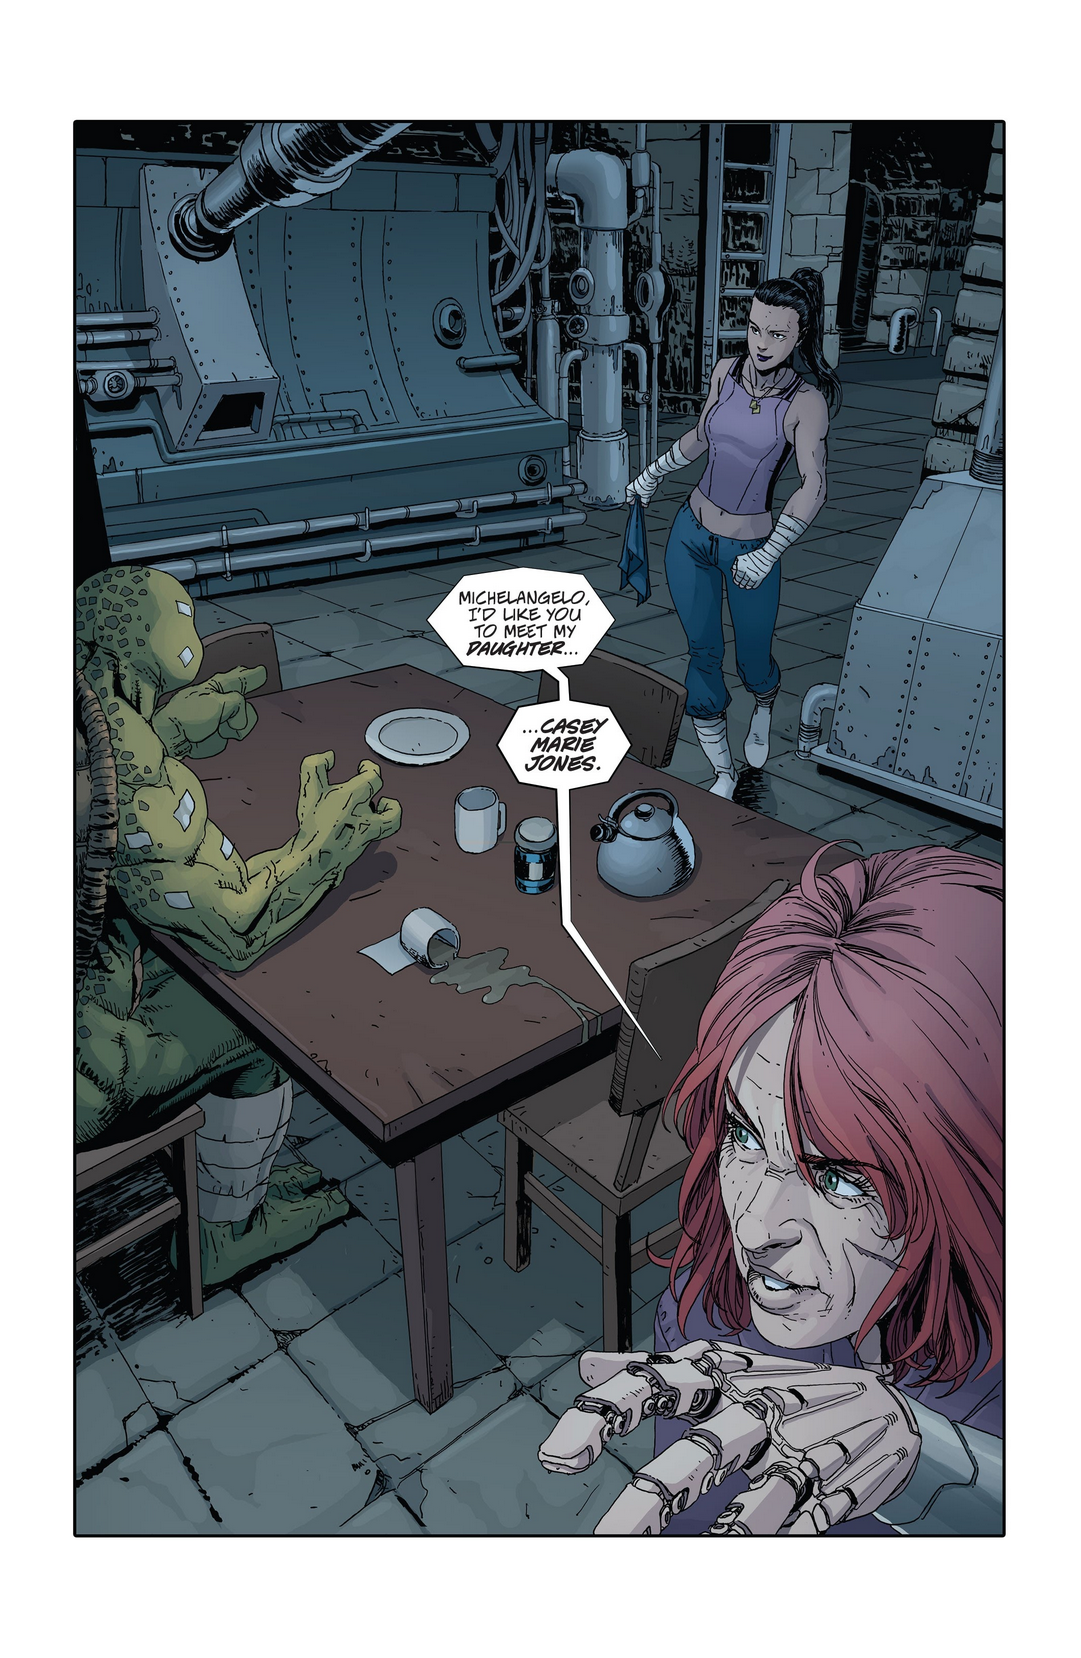 MICHELANGELO,
I'D LIKE YOU
TO MEET MY
DAUGHTER...
...CASEY
MARIE
JONES.